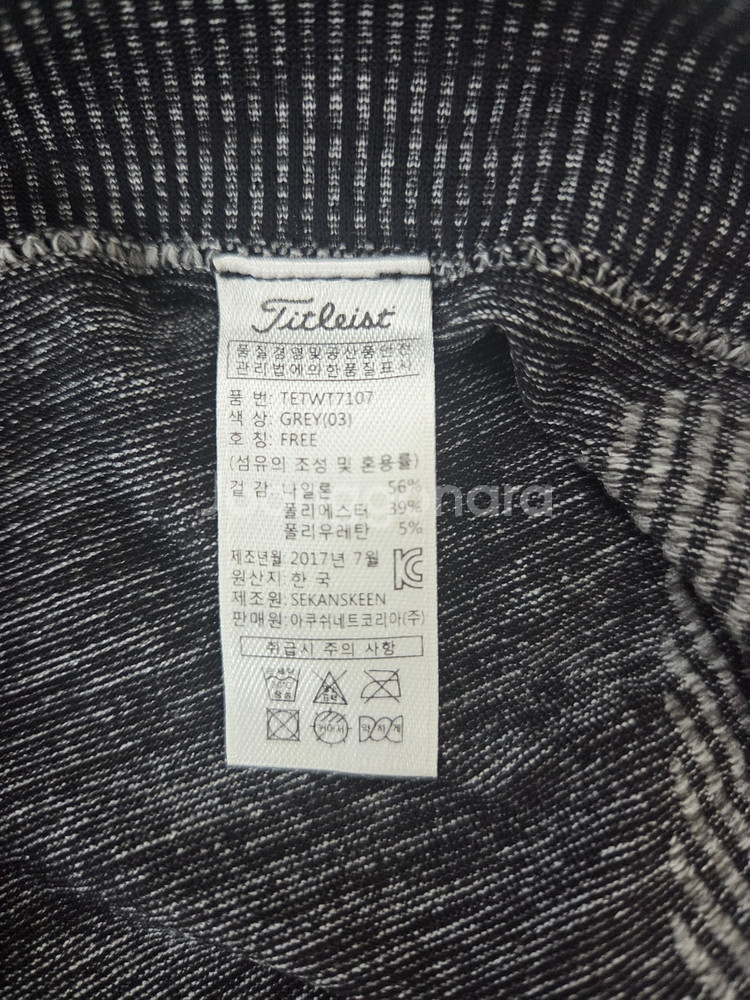 Titleist
품질경영및공산품안전
관리법에의한품질표시
품 번: TETWT7107
색 상: GREY(03)
호 칭: FREE
(섬유의 조성 및 혼용률)
겉 감: 나일론 56%
폴리에스터 39%
폴리우레탄 5%
제조년월: 2017년 7월
원산지: 한 국
제조원: SEKANSKEEN
판매원: 아쿠쉬네트코리아(주)
취급시 주의 사항
약하게